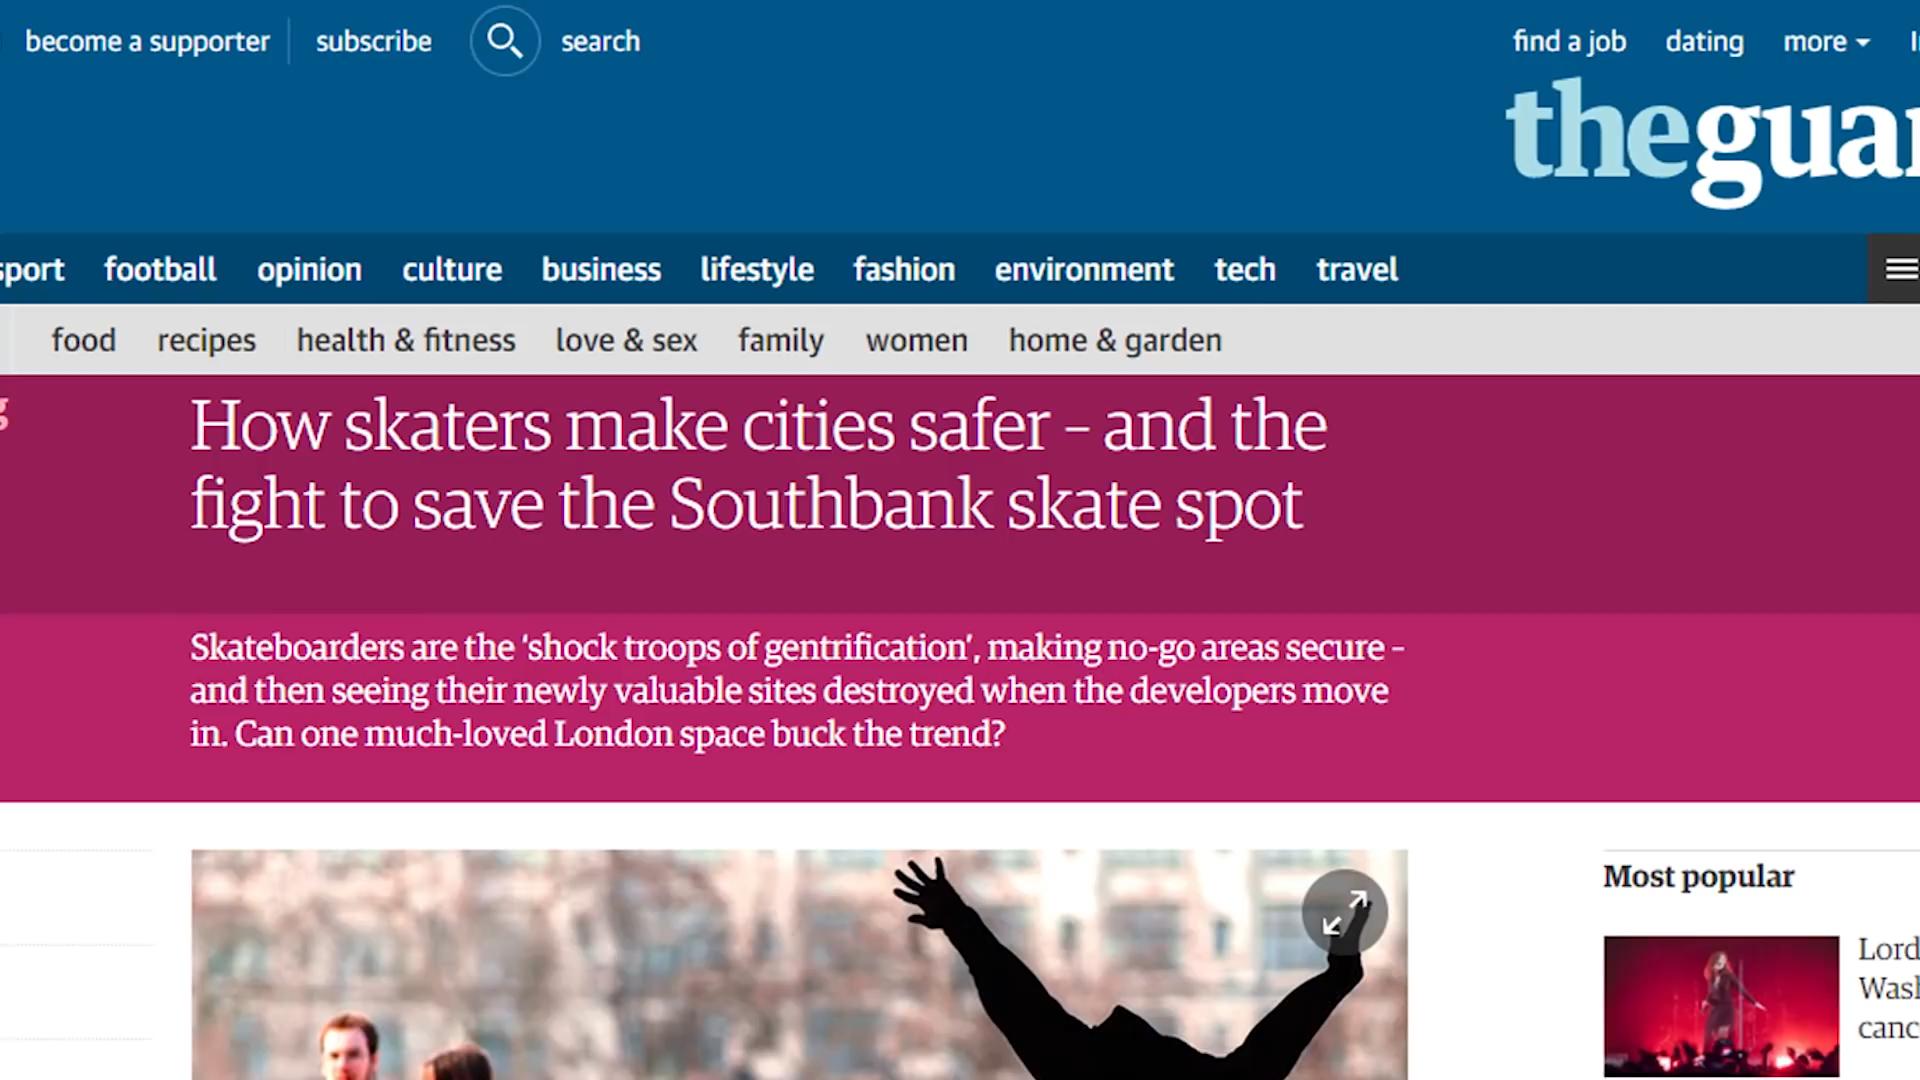 become a supporter
subscribe
search
find a job
dating
more
theguar
sport
football
opinion
culture
business
lifestyle
fashion
environment
tech
travel
food
recipes
health & fitness
love & sex
family
women
home & garden
How skaters make cities safer – and the
fight to save the Southbank skate spot
Skateboarders are the ‘shock troops of gentrification’, making no-go areas secure –
and then seeing their newly valuable sites destroyed when the developers move
in. Can one much-loved London space buck the trend?
Most popular
Lord
Wash
canc